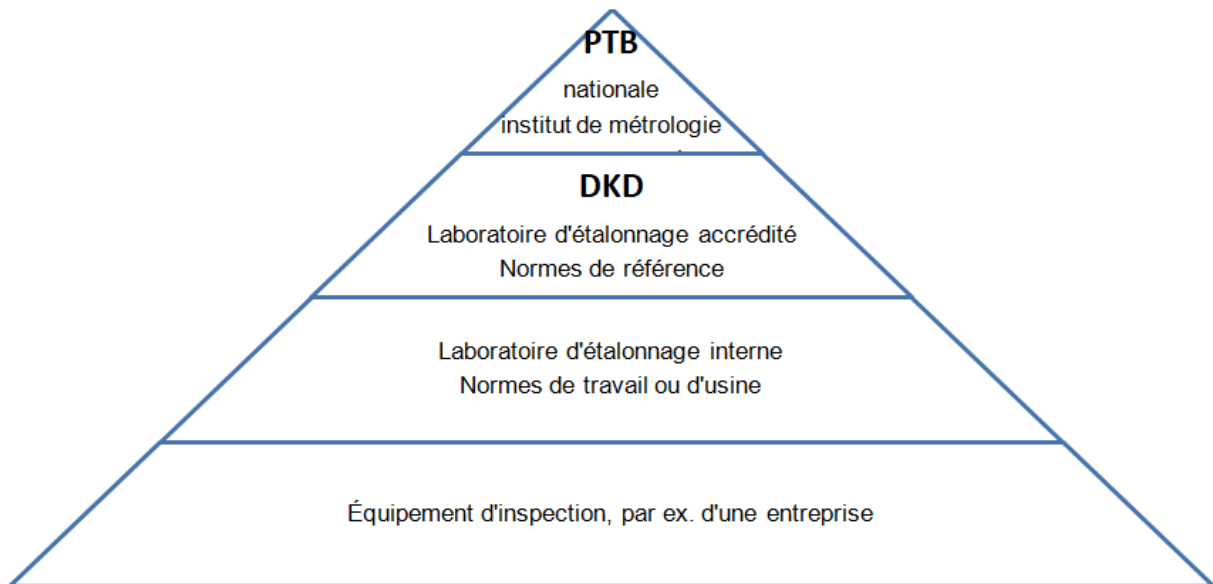 PTB
nationale
institut de métrologie
DKD
Laboratoire d'étalonnage accrédité
Normes de référence
Laboratoire d'étalonnage interne
Normes de travail ou d'usine
Équipement d'inspection, par ex. d'une entreprise